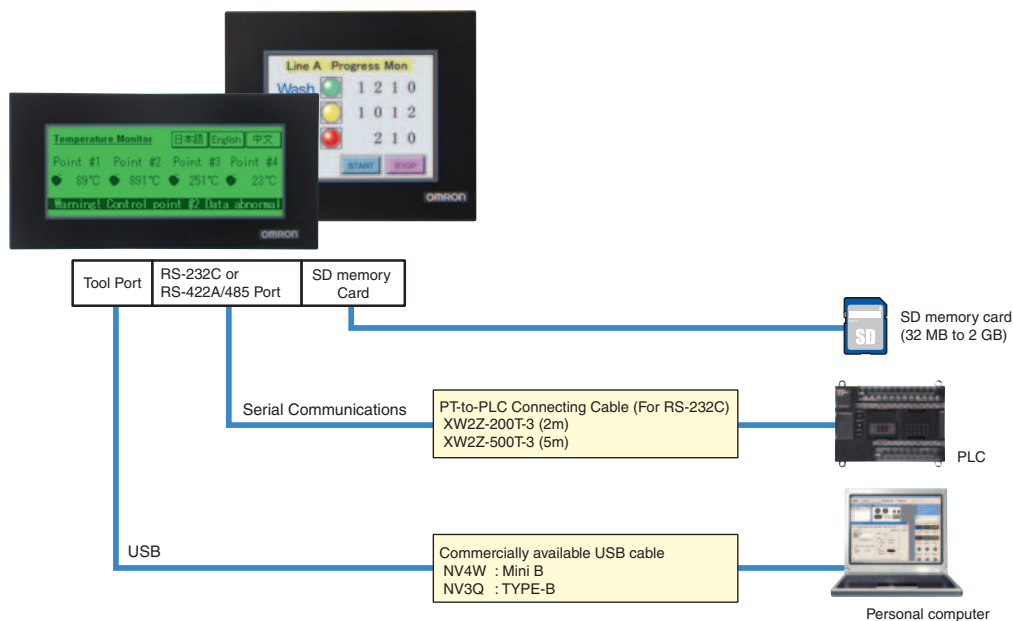 Line A Progress Mon
Wash 1 2 1 0
1 0 1 2
2 1 0
START STOP
OMRON
Temperature Monitor 日本語 English 中文
Point #1 Point #2 Point #3 Point #4
89℃ 891℃ 251℃ 23℃
Warning! Control point #2 Data abnormal
OMRON
Tool Port
RS-232C or
RS-422A/485 Port
SD memory
Card
SD
SD memory card
(32 MB to 2 GB)
Serial Communications
PT-to-PLC Connecting Cable (For RS-232C)
XW2Z-200T-3 (2m)
XW2Z-500T-3 (5m)
PLC
USB
Commercially available USB cable
NV4W : Mini B
NV3Q : TYPE-B
Personal computer